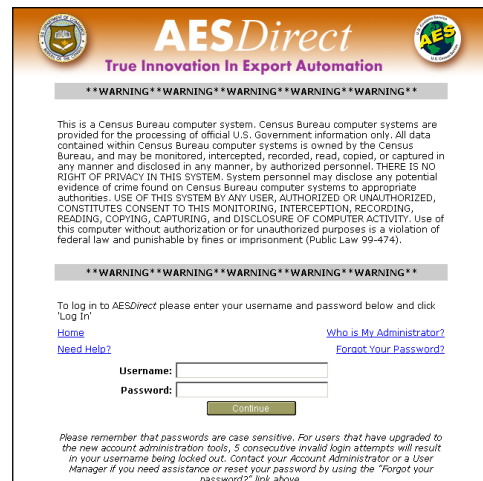 AESDirect
AES
True Innovation In Export Automation
**WARNING**WARNING**WARNING**WARNING**WARNING**
This is a Census Bureau computer system. Census Bureau computer systems are
provided for the processing of official U.S. Government information only. All data
contained within Census Bureau computer systems is owned by the Census
Bureau, and may be monitored, intercepted, recorded, read, copied, or captured in
any manner and disclosed in any manner, by authorized personnel. THERE IS NO
RIGHT OF PRIVACY IN THIS SYSTEM. System personnel may disclose any potential
evidence of crime found on Census Bureau computer systems to appropriate
authorities. USE OF THIS SYSTEM BY ANY USER, AUTHORIZED OR UNAUTHORIZED,
CONSTITUTES CONSENT TO THIS MONITORING, INTERCEPTION, RECORDING,
READING, COPYING, CAPTURING, and DISCLOSURE OF COMPUTER ACTIVITY. Use of
this computer without authorization or for unauthorized purposes is a violation of
federal law and punishable by fines or imprisonment (Public Law 99-474).
**WARNING**WARNING**WARNING**WARNING**WARNING**
To log in to AESDirect please enter your username and password below and click
'Log In'
Home Who is My Administrator?
Need Help? Forgot Your Password?
Username:
Password:
Continue
Please remember that passwords are case sensitive. For users that have upgraded to
the new account administration tools, 5 consecutive invalid login attempts will result
in your username being locked out. Contact your Account Administrator or a User
Manager if you need assistance or reset your password by using the "Forgot your
password?" link above